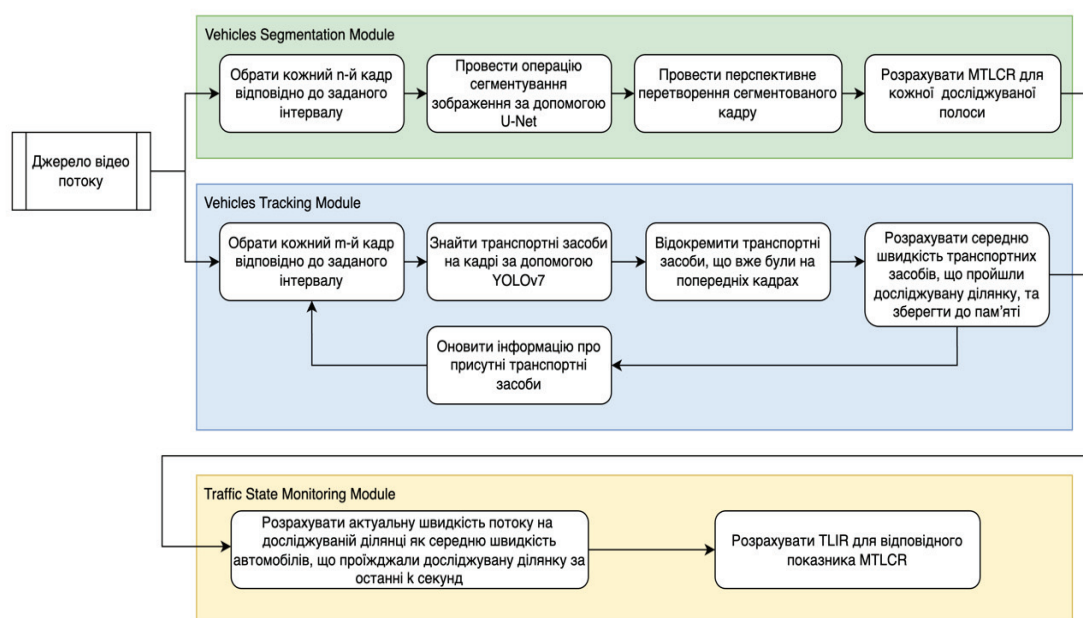 Vehicles Segmentation Module
Обрати кожний n-й кадр
відповідно до заданого
інтервалу
Провести операцію
сегментування
зображення за допомогою
U-Net
Провести перспективне
перетворення сегментованого
кадру
Розрахувати MTLCR для
кожної досліджуваної
полоси
Джерело відео
потоку
Vehicles Tracking Module
Обрати кожний m-й кадр
відповідно до заданого
інтервалу
Знайти транспортні засоби
на кадрі за допомогою
YOLOv7
Відокремити транспортні
засоби, що вже були на
попередніх кадрах
Розрахувати середню
швидкість транспортних
засобів, що пройшли
досліджувану ділянку, та
зберегти до пам'яті
Оновити інформацію про
присутні транспортні
засоби
Traffic State Monitoring Module
Розрахувати актуальну швидкість потоку на
досліджуваній ділянці як середню швидкість
автомобілів, що проїжджали досліджувану ділянку за
останні k секунд
Розрахувати TLIR для відповідного
показника MTLCR